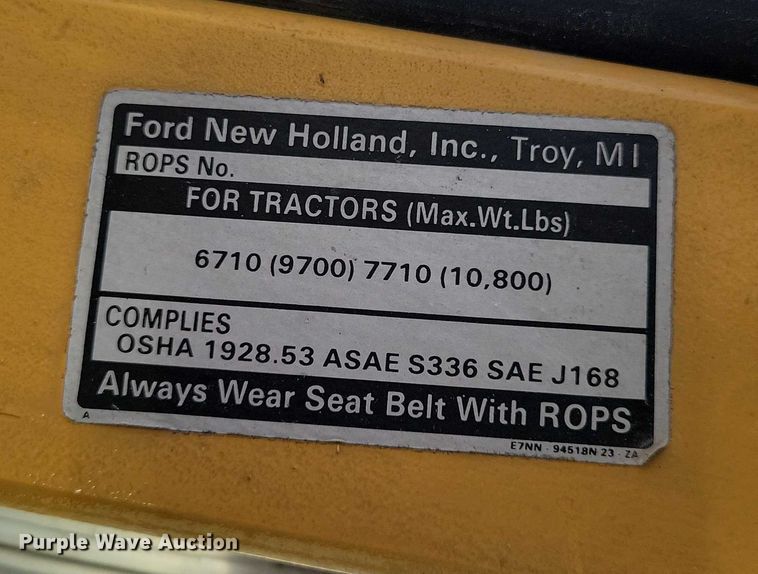 Ford New Holland, Inc., Troy, MI
ROPS No.
FOR TRACTORS (Max.Wt.Lbs)
6710 (9700) 7710 (10,800)
COMPLIES
OSHA 1928.53 ASAE S336 SAE J168
Always Wear Seat Belt With ROPS
A
E7NN - 94518N 23 - ZA
Purple Wave Auction